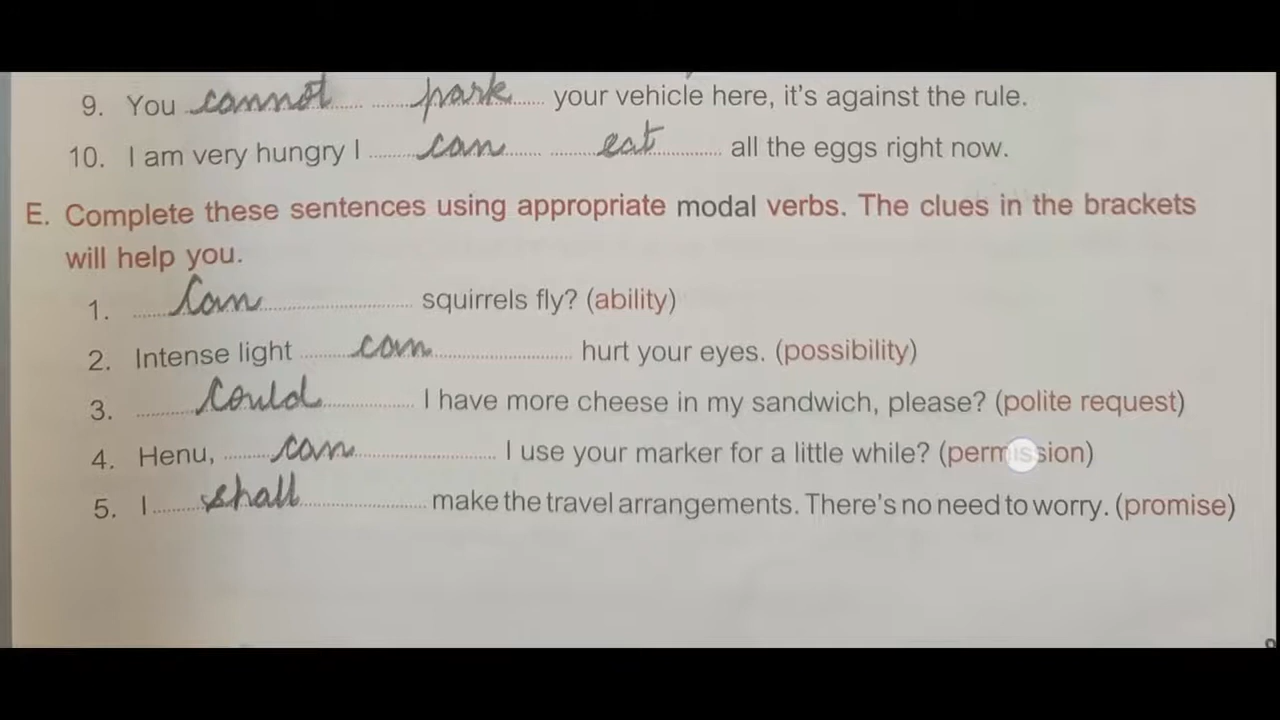 9. You cannot park your vehicle here, it's against the rule.
10. I am very hungry I can eat all the eggs right now.
E. Complete these sentences using appropriate modal verbs. The clues in the brackets
will help you.
1. Can squirrels fly? (ability)
2. Intense light can hurt your eyes. (possibility)
3. Could I have more cheese in my sandwich, please? (polite request)
4. Henu, can I use your marker for a little while? (permission)
5. I shall make the travel arrangements. There's no need to worry. (promise)